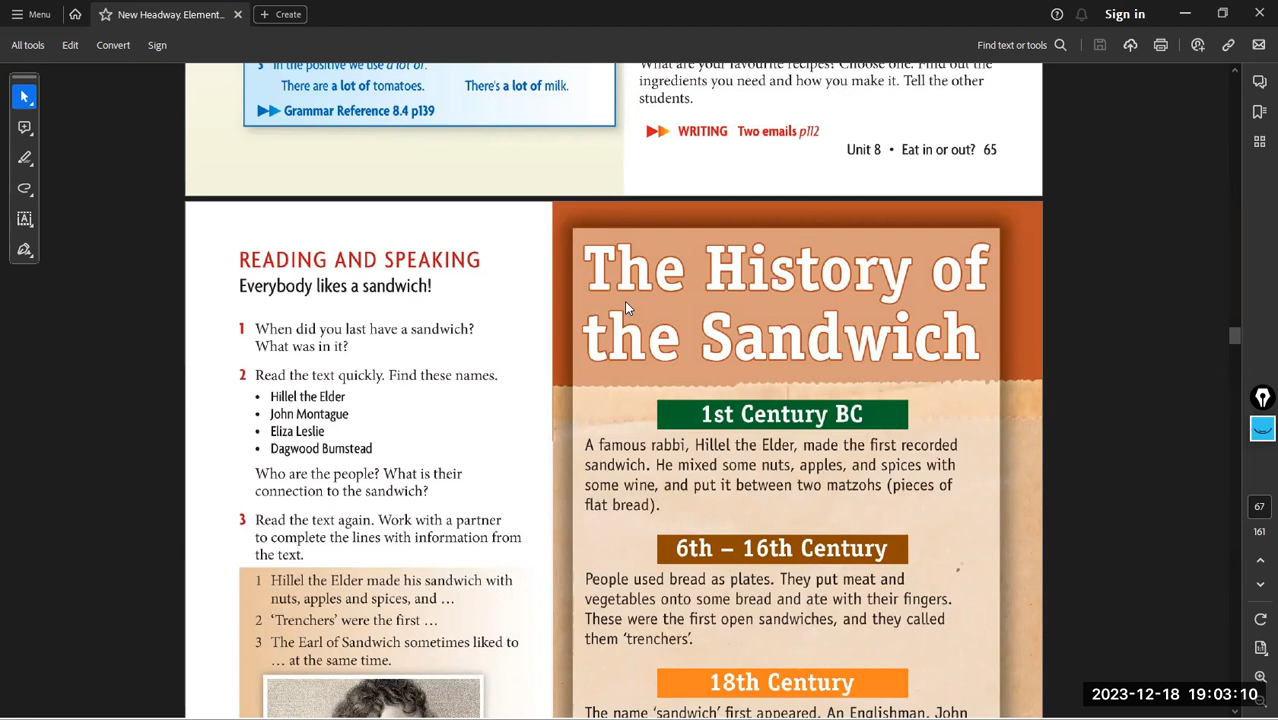 Menu
New Headway. Element...
Create
Sign in
All tools
Edit
Convert
Sign
Find text or tools
3 In the positive we use a lot of.
There are a lot of tomatoes. There's a lot of milk.
Grammar Reference 8.4 p139
What are your favourite recipes? Choose one. Find out the
ingredients you need and how you make it. Tell the other
students.
WRITING Two emails p112
Unit 8 • Eat in or out? 65
READING AND SPEAKING
Everybody likes a sandwich!
1 When did you last have a sandwich?
What was in it?
2 Read the text quickly. Find these names.
• Hillel the Elder
• John Montague
• Eliza Leslie
• Dagwood Bumstead
Who are the people? What is their
connection to the sandwich?
3 Read the text again. Work with a partner
to complete the lines with information from
the text.
1 Hillel the Elder made his sandwich with
nuts, apples and spices, and …
2 'Trenchers' were the first …
3 The Earl of Sandwich sometimes liked to
… at the same time.
The History of
the Sandwich
1st Century BC
A famous rabbi, Hillel the Elder, made the first recorded
sandwich. He mixed some nuts, apples, and spices with
some wine, and put it between two matzohs (pieces of
flat bread).
6th – 16th Century
People used bread as plates. They put meat and
vegetables onto some bread and ate with their fingers.
These were the first open sandwiches, and they called
them 'trenchers'.
18th Century
The name 'sandwich' first appeared. An Englishman, John
67
161
2023-12-18 19:03:10